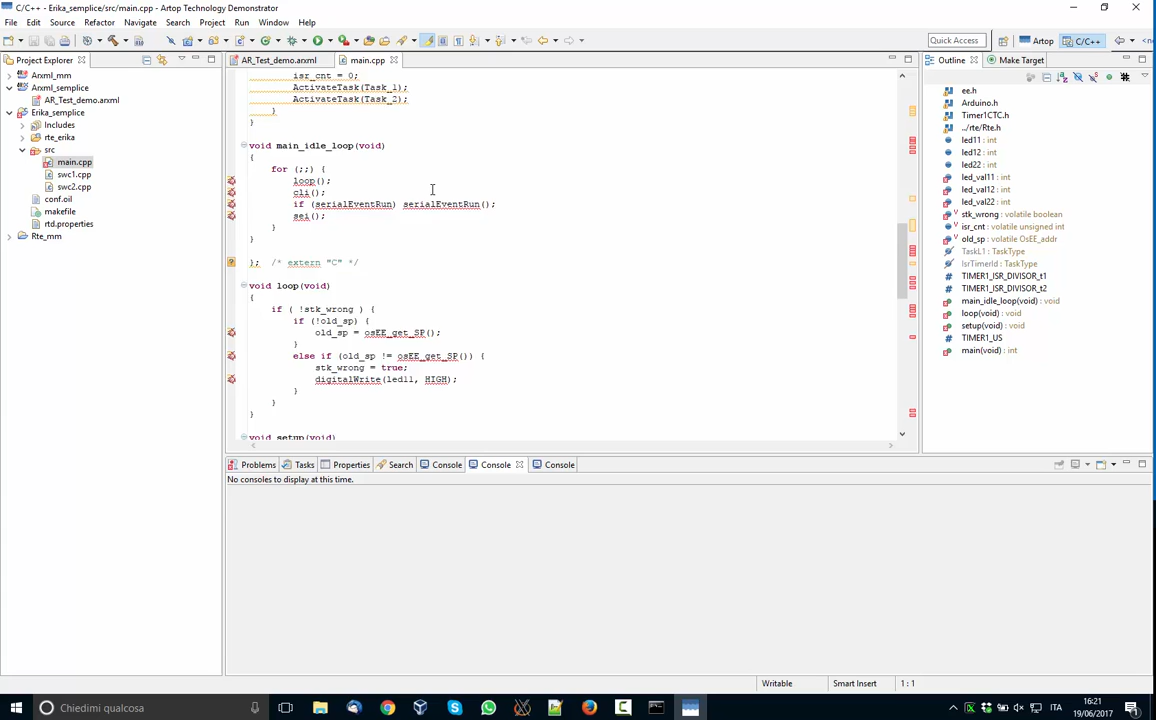 C/C++ - Erika_semplice/src/main.cpp - Artop Technology Demonstrator
File Edit Source Refactor Navigate Search Project Run Window Help
Quick Access
Artop
C/C++
Project Explorer
Arxml_mm
Arxml_semplice
AR_Test_demo.arxml
Erika_semplice
Includes
rte_erika
src
main.cpp
swc1.cpp
swc2.cpp
conf.oil
makefile
rtd.properties
Rte_mm
AR_Test_demo.arxml
main.cpp
isr_cnt = 0;
ActivateTask(Task_1);
ActivateTask(Task_2);
}
}
void main_idle_loop(void)
{
for (;;) {
loop();
cli();
if (serialEventRun) serialEventRun();
sei();
}
}
}; /* extern "C" */
void loop(void)
{
if ( !stk_wrong ) {
if (!old_sp) {
old_sp = osEE_get_SP();
}
else if (old_sp != osEE_get_SP()) {
stk_wrong = true;
digitalWrite(led11, HIGH);
}
}
}
void setup(void)
Outline
Make Target
ee.h
Arduino.h
Timer1CTC.h
../rte/Rte.h
led11 : int
led12 : int
led22 : int
led_val11 : int
led_val12 : int
led_val22 : int
stk_wrong : volatile boolean
isr_cnt : volatile unsigned int
old_sp : volatile OsEE_addr
TaskL1 : TaskType
IsrTimerId : TaskType
TIMER1_ISR_DIVISOR_t1
TIMER1_ISR_DIVISOR_t2
main_idle_loop(void) : void
loop(void) : void
setup(void) : void
TIMER1_US
main(void) : int
Problems Tasks Properties Search Console Console Console
No consoles to display at this time.
Writable Smart Insert 1 : 1
Chiedimi qualcosa
ITA
16:21
19/06/2017